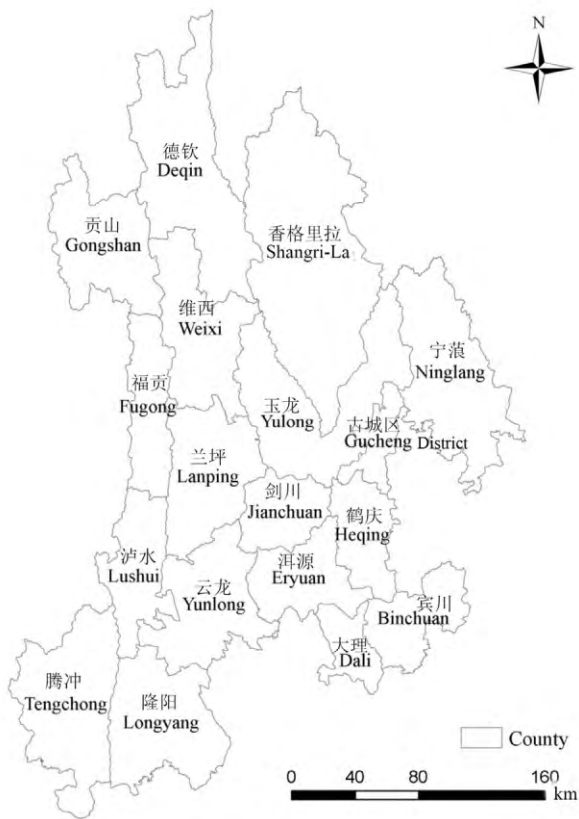 N
德钦
Deqin
贡山
Gongshan
香格里拉
Shangri-La
维西
Weixi
宁蒗
Ninglang
福贡
Fugong
玉龙
Yulong
古城区
Gucheng District
兰坪
Lanping
剑川
Jianchuan
鹤庆
Heqing
泸水
Lushui
洱源
Eryuan
云龙
Yunlong
宾川
Binchuan
大理
Dali
腾冲
Tengchong
隆阳
Longyang
County
0 40 80 160
km